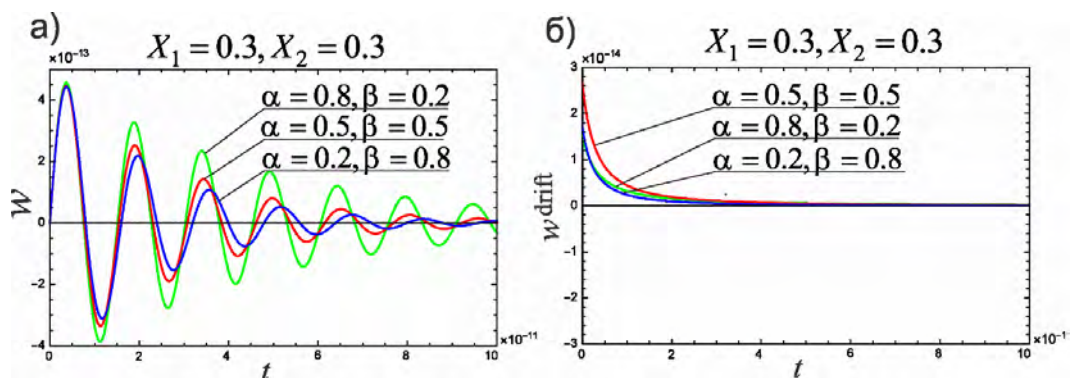 а)
X₁ = 0.3, X₂ = 0.3
×10⁻¹³
4
2
0
−2
−4
w
α = 0.8, β = 0.2
α = 0.5, β = 0.5
α = 0.2, β = 0.8
0 2 4 6 8 10
×10⁻¹¹
t
б)
X₁ = 0.3, X₂ = 0.3
×10⁻¹⁴
3
2
1
0
−1
−2
−3
w drift
α = 0.5, β = 0.5
α = 0.8, β = 0.2
α = 0.2, β = 0.8
0 2 4 6 8 10
×10⁻¹
t